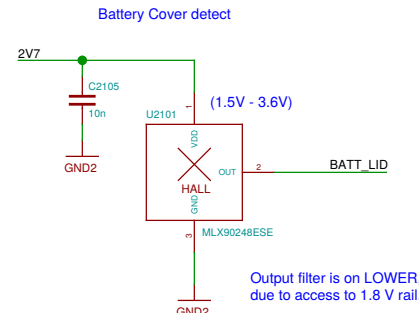 Battery Cover detect
2V7
C2105
10n
GND2
U2101
(1.5V - 3.6V)
1
VDD
HALL
OUT
2
BATT_LID
GND
3
MLX90248ESE
Output filter is on LOWER
due to access to 1.8 V rail
GND2